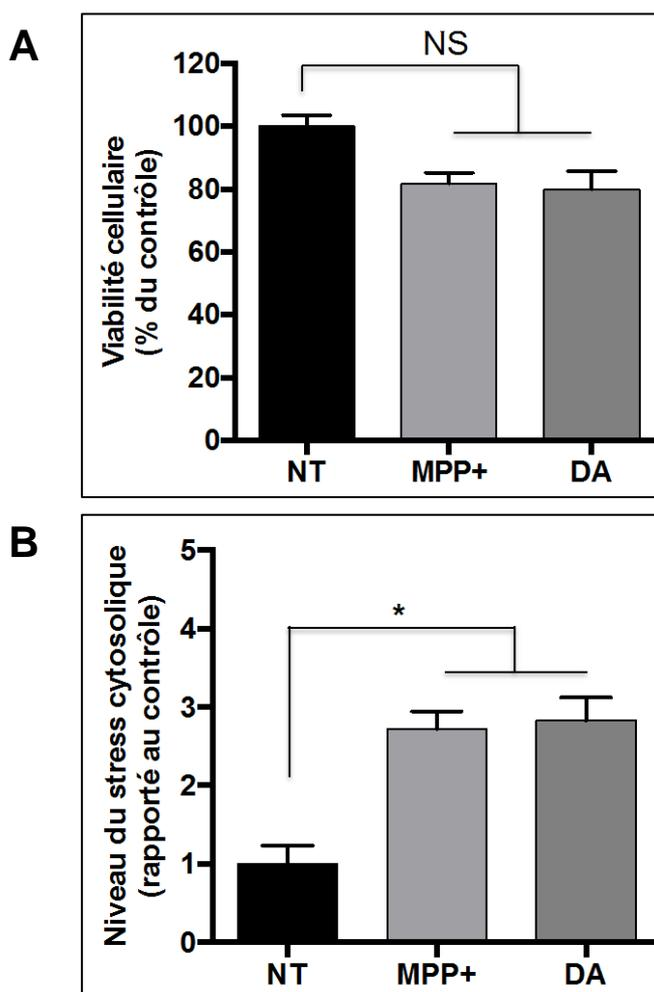 A
NS
Viabilité cellulaire
(% du contrôle)
120
100
80
60
40
20
0
NT MPP+ DA
B
Niveau du stress cytosolique
(rapporté au contrôle)
5
4
3
2
1
0
*
NT MPP+ DA